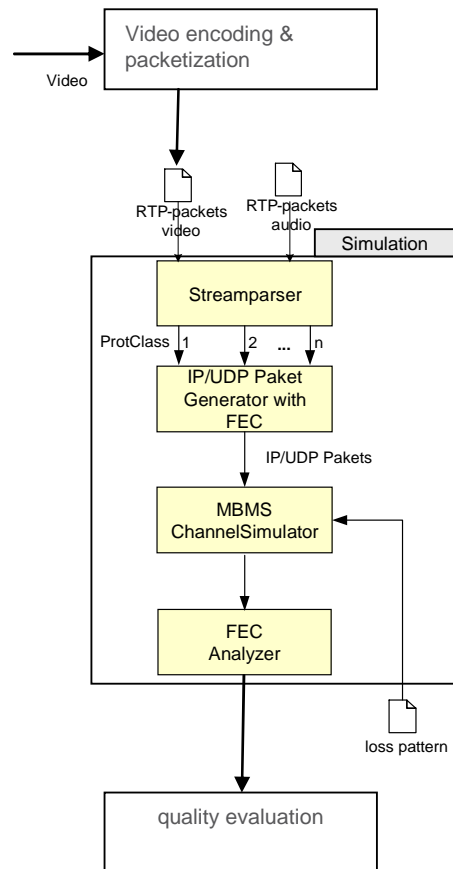 Video encoding &
packetization
Video
RTP-packets
video
RTP-packets
audio
Simulation
Streamparser
ProtClass 1 2 ... n
IP/UDP Paket
Generator with
FEC
IP/UDP Pakets
MBMS
ChannelSimulator
FEC
Analyzer
loss pattern
quality evaluation